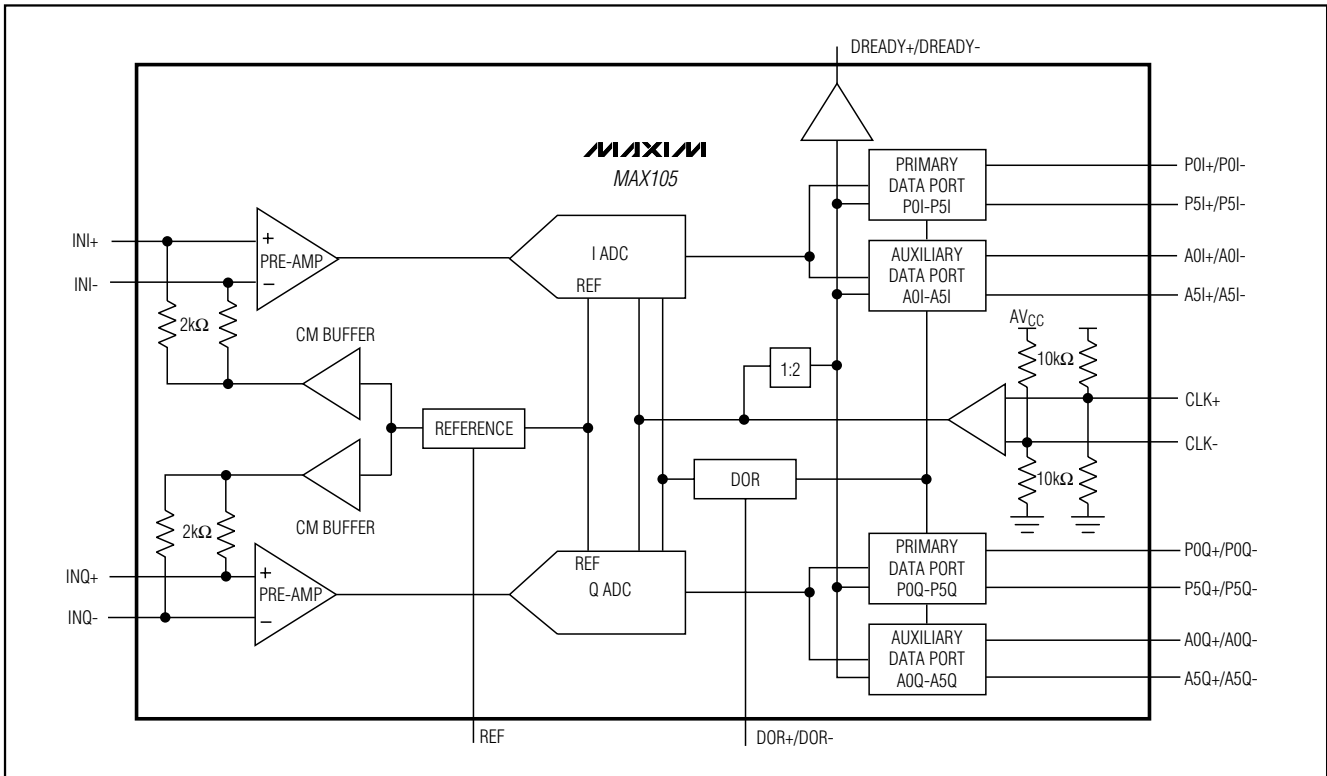 DREADY+/DREADY-
MAXIM
MAX105
PRIMARY
DATA PORT
P0I-P5I
P0I+/P0I-
P5I+/P5I-
INI+
INI-
+
PRE-AMP
−
I ADC
REF
AUXILIARY
DATA PORT
A0I-A5I
A0I+/A0I-
A5I+/A5I-
2kΩ
CM BUFFER
1:2
AVCC
10kΩ
CLK+
CLK-
REFERENCE
DOR
10kΩ
2kΩ
CM BUFFER
INQ+
INQ-
+
PRE-AMP
−
REF
Q ADC
PRIMARY
DATA PORT
P0Q-P5Q
P0Q+/P0Q-
P5Q+/P5Q-
AUXILIARY
DATA PORT
A0Q-A5Q
A0Q+/A0Q-
A5Q+/A5Q-
REF
DOR+/DOR-